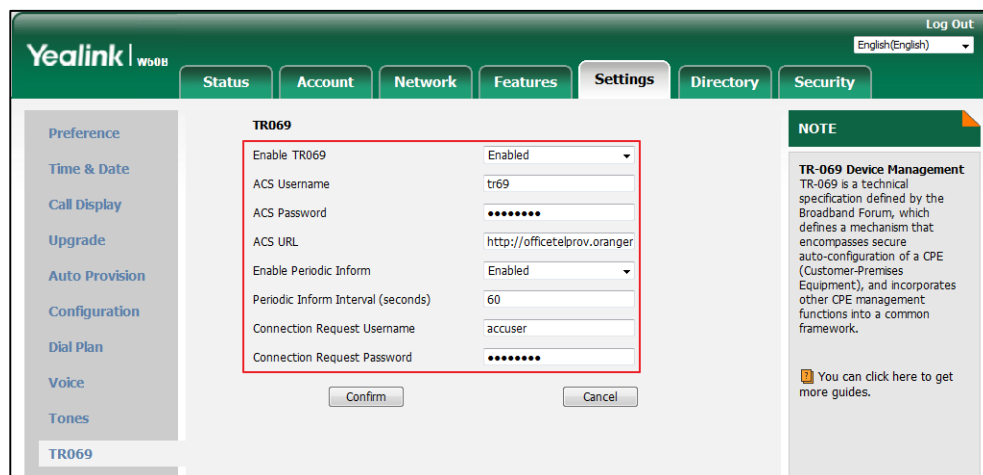 Log Out
Yealink W60B
English(English)
Status Account Network Features Settings Directory Security
Preference
Time & Date
Call Display
Upgrade
Auto Provision
Configuration
Dial Plan
Voice
Tones
TR069
TR069
Enable TR069 Enabled
ACS Username tr69
ACS Password ••••••••
ACS URL http://officetelprov.oranger
Enable Periodic Inform Enabled
Periodic Inform Interval (seconds) 60
Connection Request Username accuser
Connection Request Password ••••••••
Confirm Cancel
NOTE
TR-069 Device Management
TR-069 is a technical
specification defined by the
Broadband Forum, which
defines a mechanism that
encompasses secure
auto-configuration of a CPE
(Customer-Premises
Equipment), and incorporates
other CPE management
functions into a common
framework.
You can click here to get
more guides.